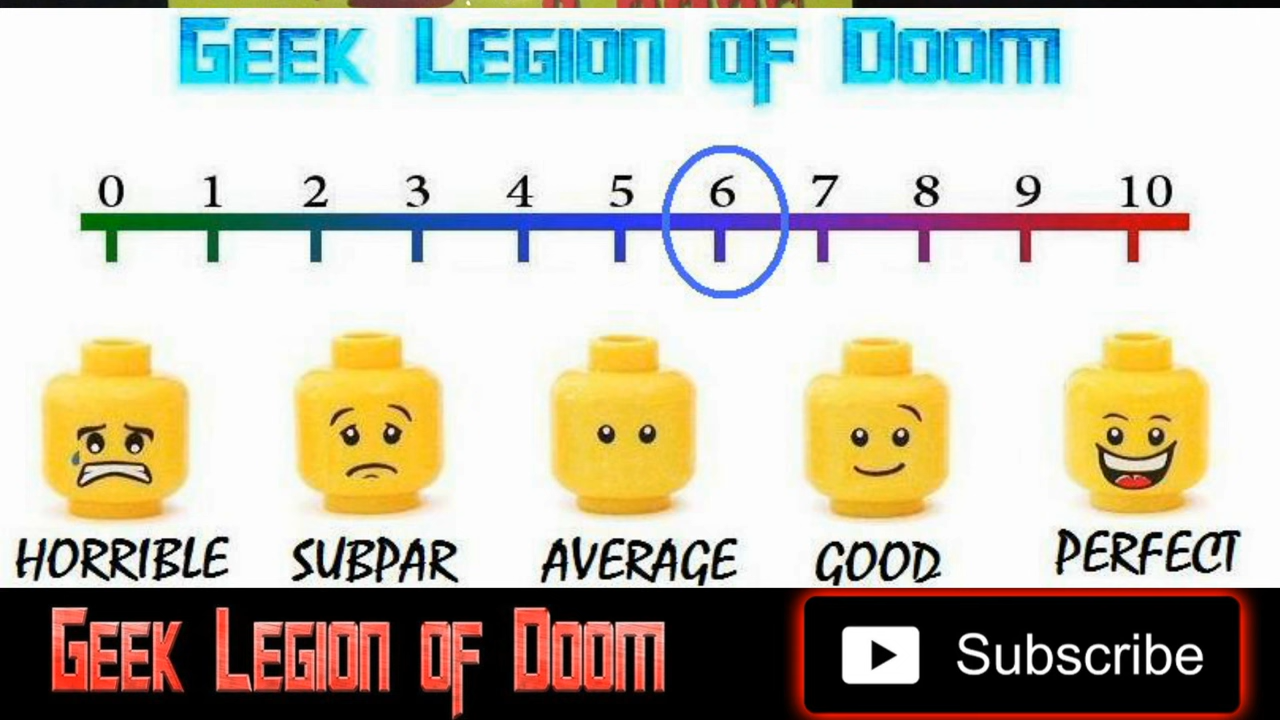 GEEK LEGION OF DOOM
0 1 2 3 4 5 6 7 8 9 10
HORRIBLE SUBPAR AVERAGE GOOD PERFECT
GEEK LEGION OF DOOM
Subscribe